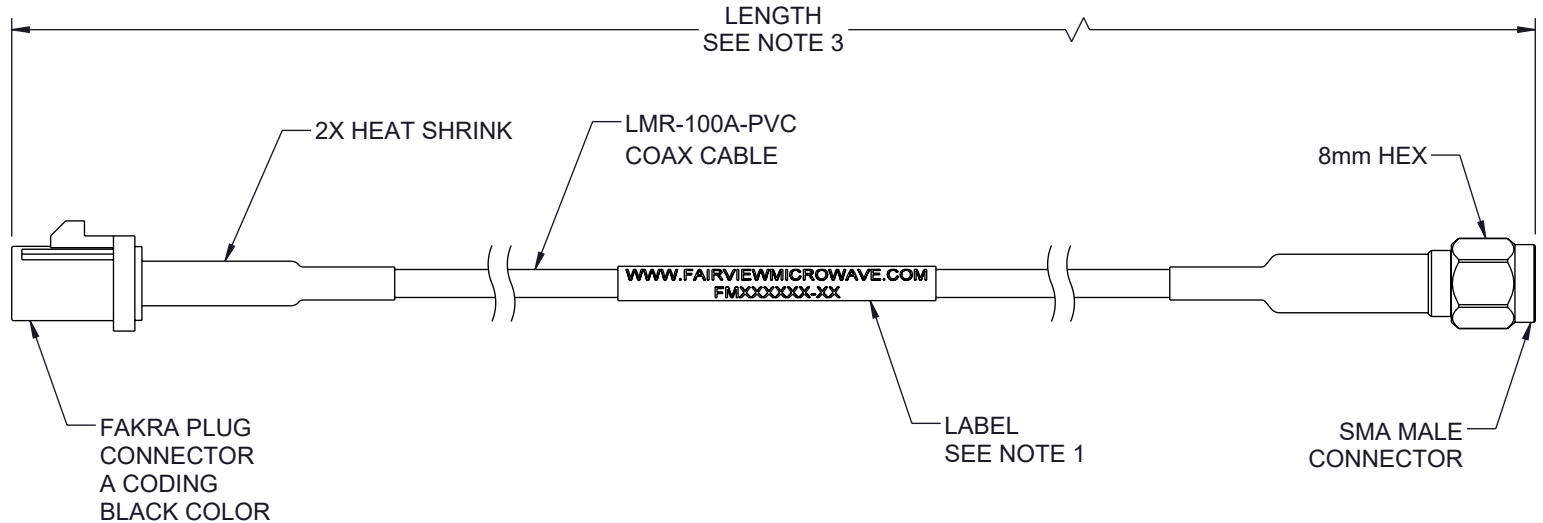 LENGTH
SEE NOTE 3
2X HEAT SHRINK
LMR-100A-PVC
COAX CABLE
8mm HEX
WWW.FAIRVIEWMICROWAVE.COM
FMXXXXXX-XX
FAKRA PLUG
CONNECTOR
A CODING
BLACK COLOR
LABEL
SEE NOTE 1
SMA MALE
CONNECTOR